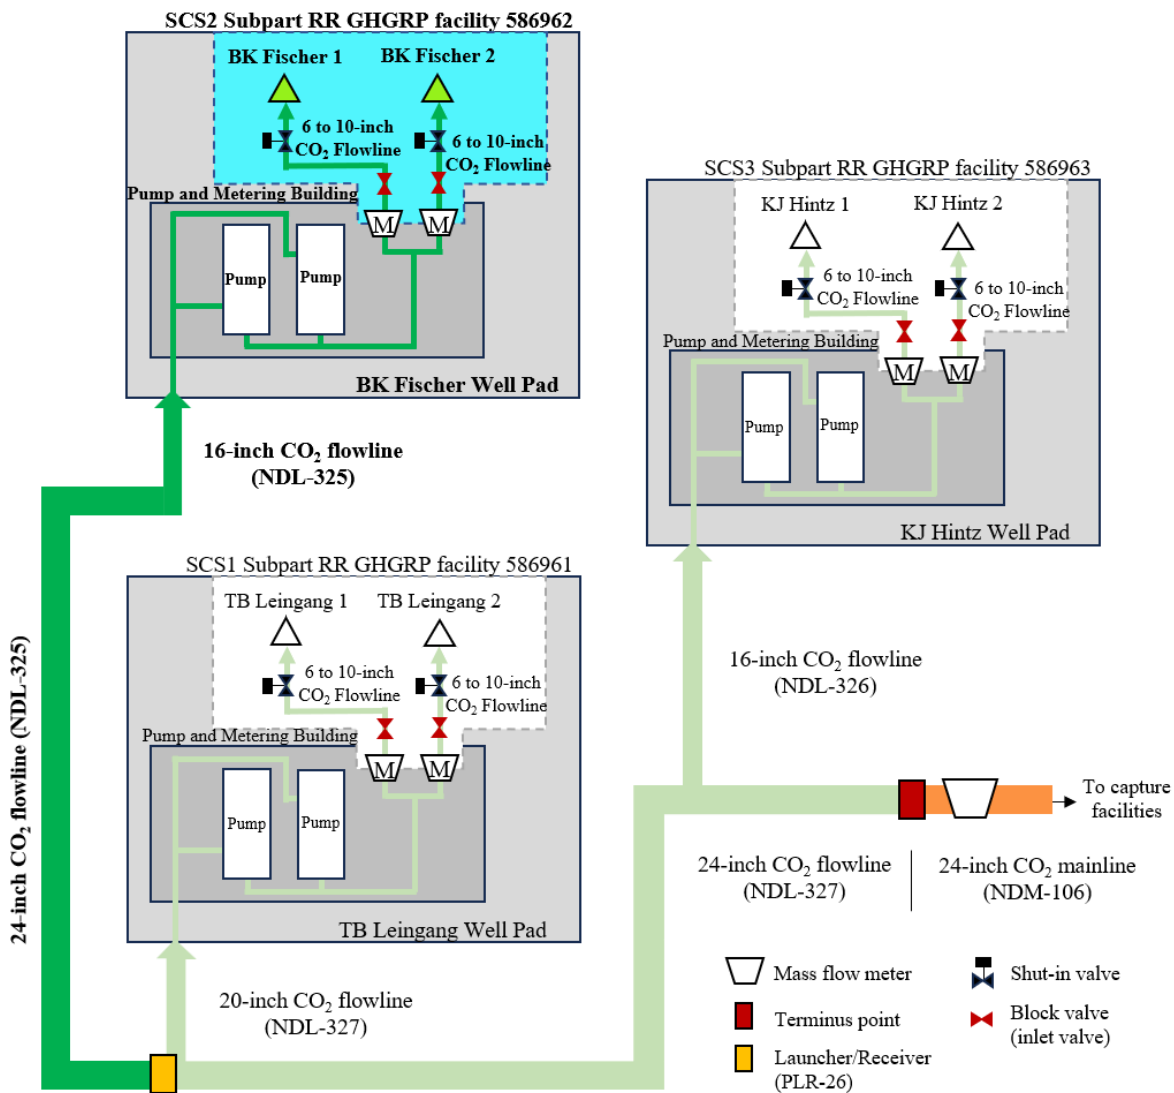 SCS2 Subpart RR GHGRP facility 586962
BK Fischer 1
BK Fischer 2
6 to 10-inch
CO₂ Flowline
6 to 10-inch
CO₂ Flowline
Pump and Metering Building
M
M
Pump
Pump
BK Fischer Well Pad
16-inch CO₂ flowline
(NDL-325)
24-inch CO₂ flowline (NDL-325)
SCS3 Subpart RR GHGRP facility 586963
KJ Hintz 1
KJ Hintz 2
6 to 10-inch
CO₂ Flowline
6 to 10-inch
CO₂ Flowline
Pump and Metering Building
M
M
Pump
Pump
KJ Hintz Well Pad
16-inch CO₂ flowline
(NDL-326)
SCS1 Subpart RR GHGRP facility 586961
TB Leingang 1
TB Leingang 2
6 to 10-inch
CO₂ Flowline
6 to 10-inch
CO₂ Flowline
Pump and Metering Building
M
M
Pump
Pump
TB Leingang Well Pad
20-inch CO₂ flowline
(NDL-327)
To capture
facilities
24-inch CO₂ flowline
(NDL-327)
24-inch CO₂ mainline
(NDM-106)
Mass flow meter
Terminus point
Launcher/Receiver
(PLR-26)
Shut-in valve
Block valve
(inlet valve)